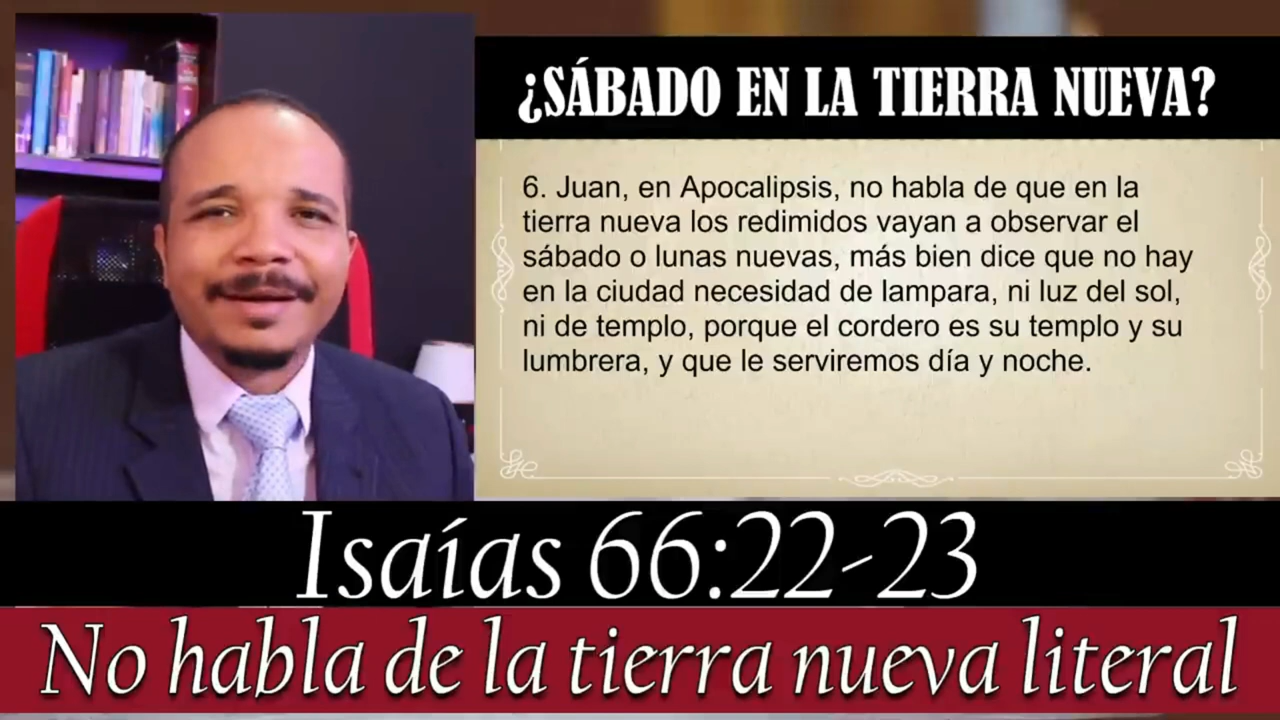 ¿SÁBADO EN LA TIERRA NUEVA?
6. Juan, en Apocalipsis, no habla de que en la
tierra nueva los redimidos vayan a observar el
sábado o lunas nuevas, más bien dice que no hay
en la ciudad necesidad de lampara, ni luz del sol,
ni de templo, porque el cordero es su templo y su
lumbrera, y que le serviremos día y noche.
Isaías 66:22-23
No habla de la tierra nueva literal